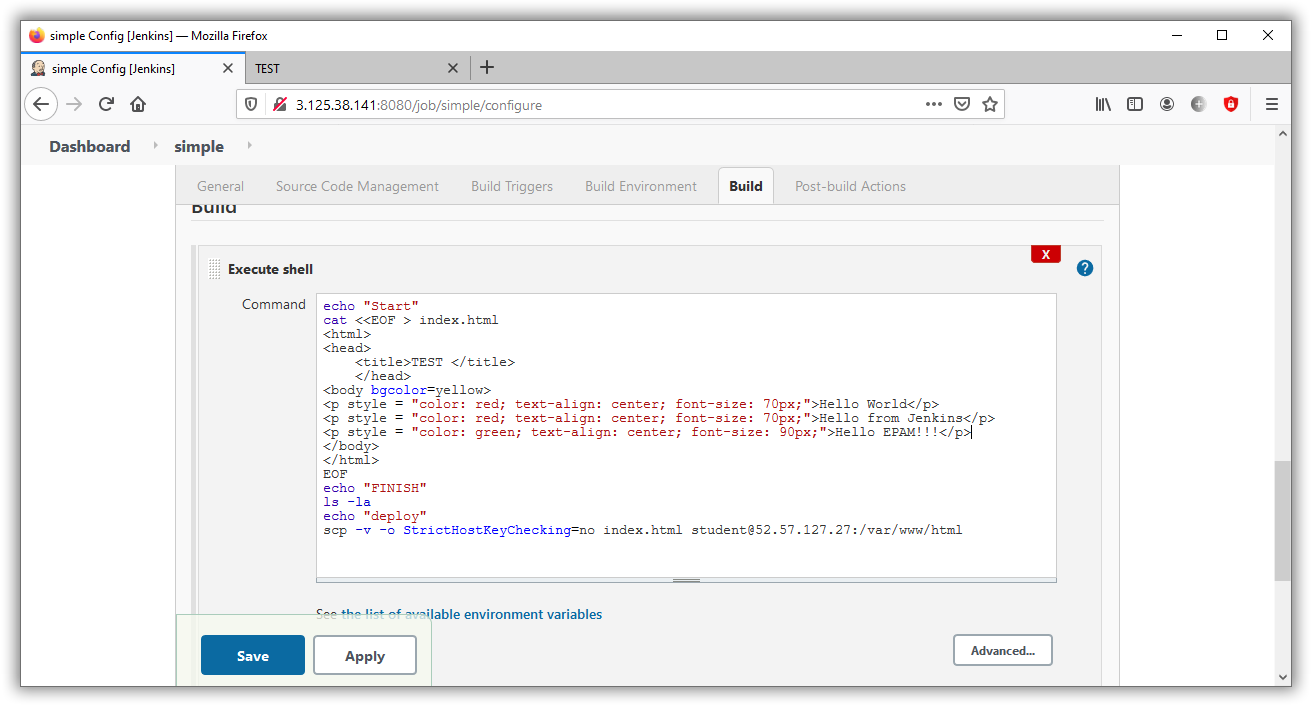 simple Config [Jenkins] — Mozilla Firefox
simple Config [Jenkins]
TEST
3.125.38.141:8080/job/simple/configure
Dashboard
simple
General
Source Code Management
Build Triggers
Build Environment
Build
Post-build Actions
Build
X
Execute shell
?
Command
echo "Start"
cat <<EOF > index.html
<html>
<head>
    <title>TEST </title>
    </head>
<body bgcolor=yellow>
<p style = "color: red; text-align: center; font-size: 70px;">Hello World</p>
<p style = "color: red; text-align: center; font-size: 70px;">Hello from Jenkins</p>
<p style = "color: green; text-align: center; font-size: 90px;">Hello EPAM!!!</p>
</body>
</html>
EOF
echo "FINISH"
ls -la
echo "deploy"
scp -v -o StrictHostKeyChecking=no index.html student@52.57.127.27:/var/www/html
See the list of available environment variables
Save
Apply
Advanced...